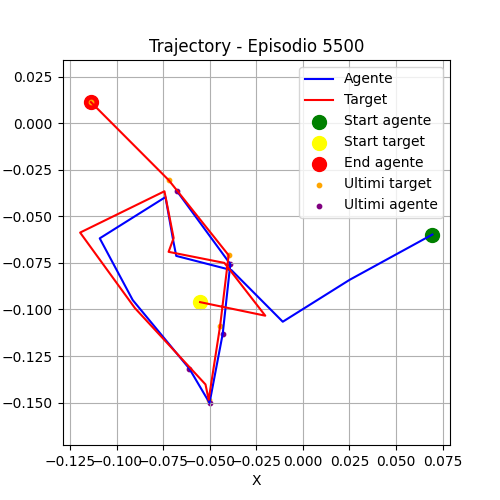 Trajectory - Episodio 5500
Agente
Target
Start agente
Start target
End agente
Ultimi target
Ultimi agente
0.025
0.000
−0.025
−0.050
−0.075
−0.100
−0.125
−0.150
−0.125 −0.100 −0.075 −0.050 −0.025 0.000 0.025 0.050 0.075
X